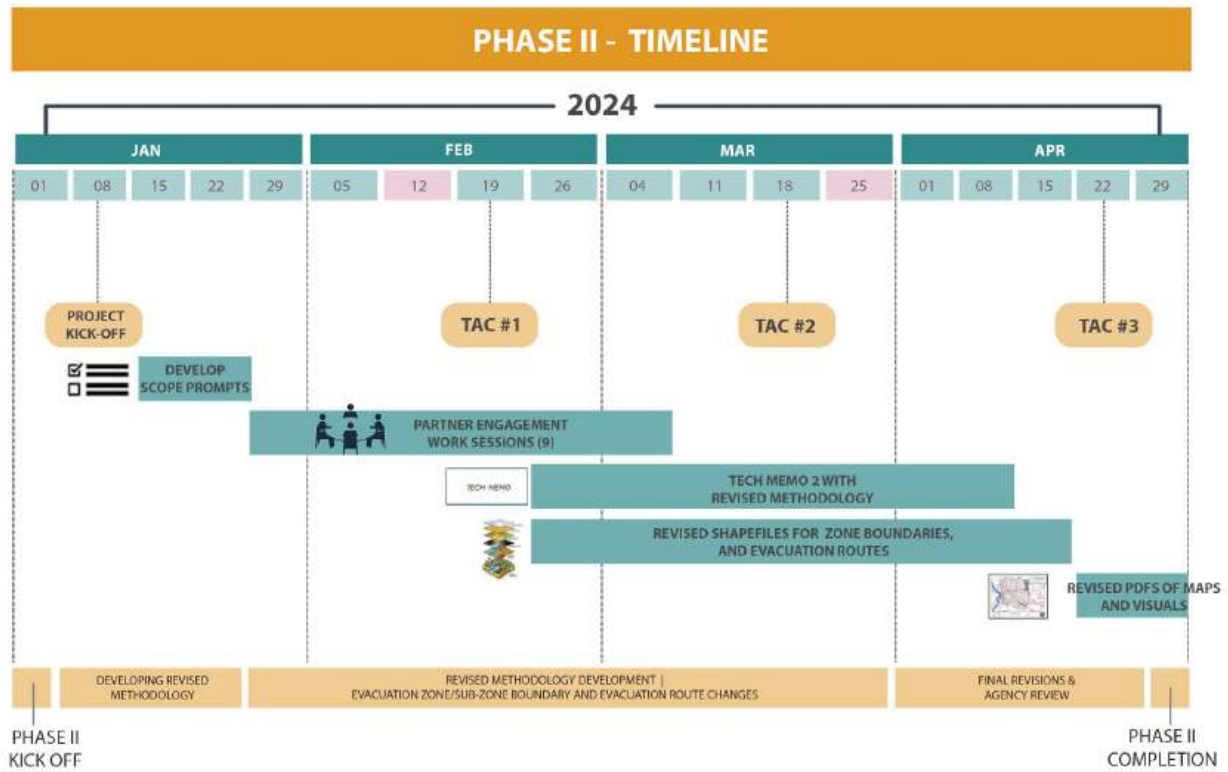 PHASE II - TIMELINE
2024
JAN FEB MAR APR
01 08 15 22 29 05 12 19 26 04 11 18 25 01 08 15 22 29
PROJECT
KICK-OFF
TAC #1
TAC #2
TAC #3
DEVELOP
SCOPE PROMPTS
PARTNER ENGAGEMENT
WORK SESSIONS (9)
TECH MEMO
TECH MEMO 2 WITH
REVISED METHODOLOGY
REVISED SHAPEFILES FOR ZONE BOUNDARIES,
AND EVACUATION ROUTES
REVISED PDFS OF MAPS
AND VISUALS
DEVELOPING REVISED
METHODOLOGY
REVISED METHODOLOGY DEVELOPMENT |
EVACUATION ZONE/SUB-ZONE BOUNDARY AND EVACUATION ROUTE CHANGES
FINAL REVISIONS &
AGENCY REVIEW
PHASE II
KICK OFF
PHASE II
COMPLETION